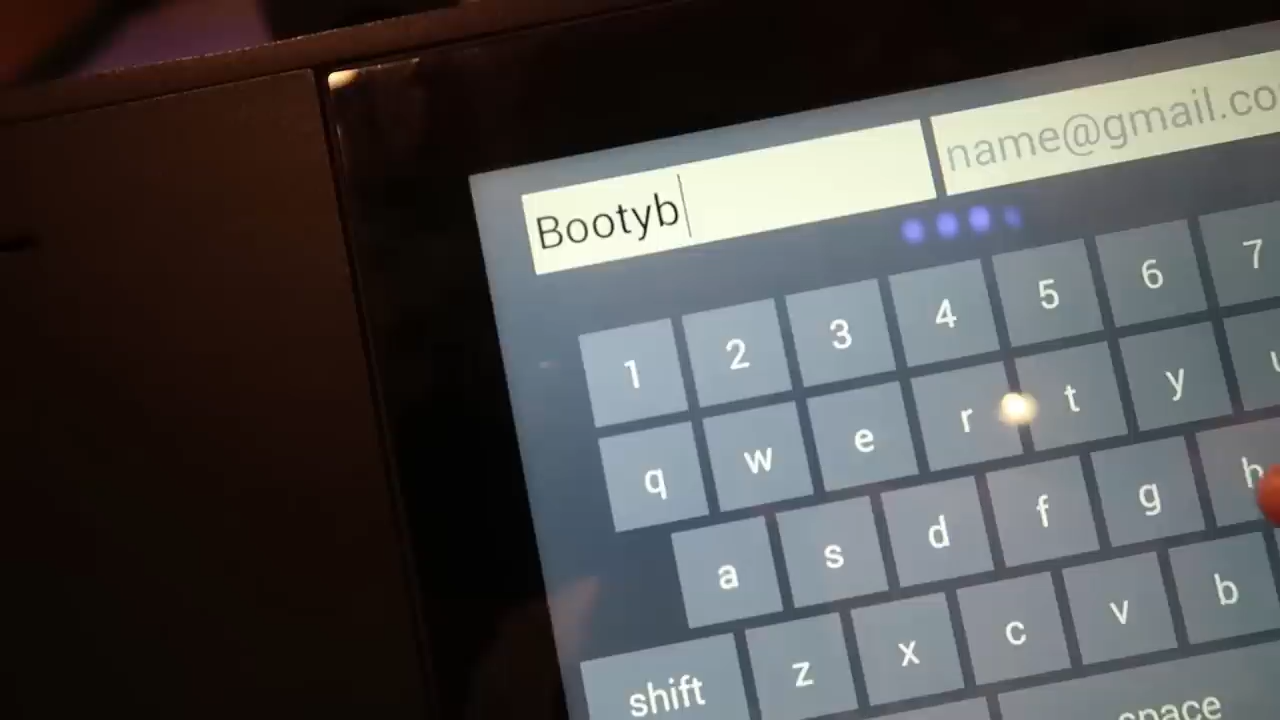 Bootyb
name@gmail.co
1 2 3 4 5 6 7
q w e r t y u
a s d f g h
shift z x c v b
space